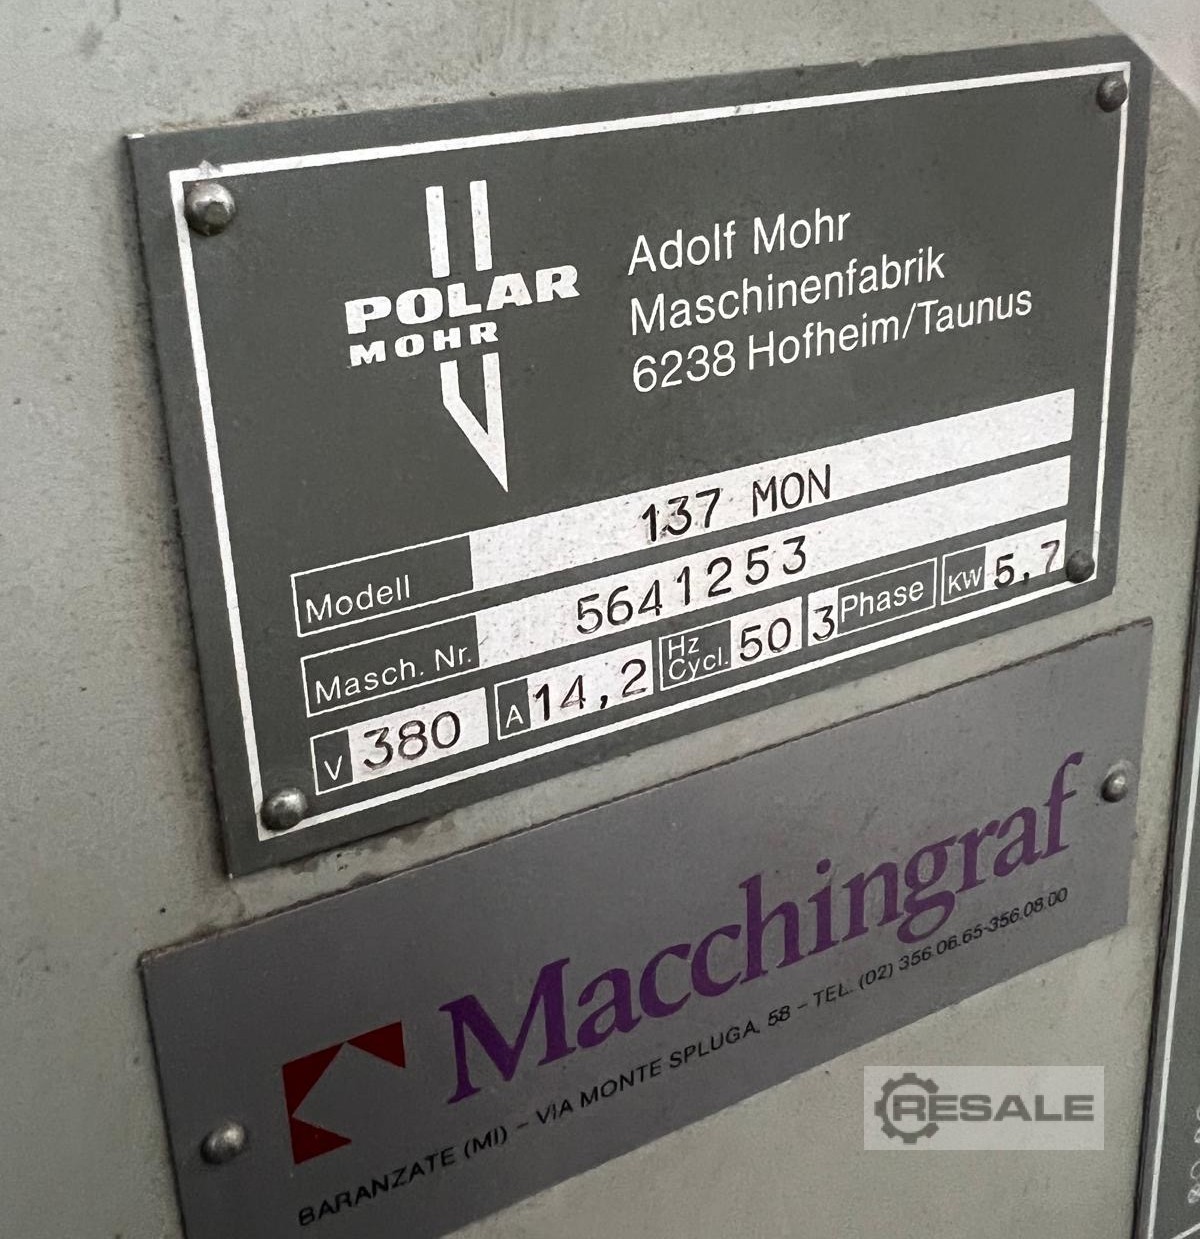 POLAR
MOHR
Adolf Mohr
Maschinenfabrik
6238 Hofheim/Taunus
Modell 137 MON
Masch. Nr. 5641253
V 380 A 14,2 Hz Cycl. 50 3 Phase KW 5,7
Macchingraf
BARANZATE (MI) – VIA MONTE SPLUGA, 58 – TEL. (02) 356.06.65-356.08.00
RESALE